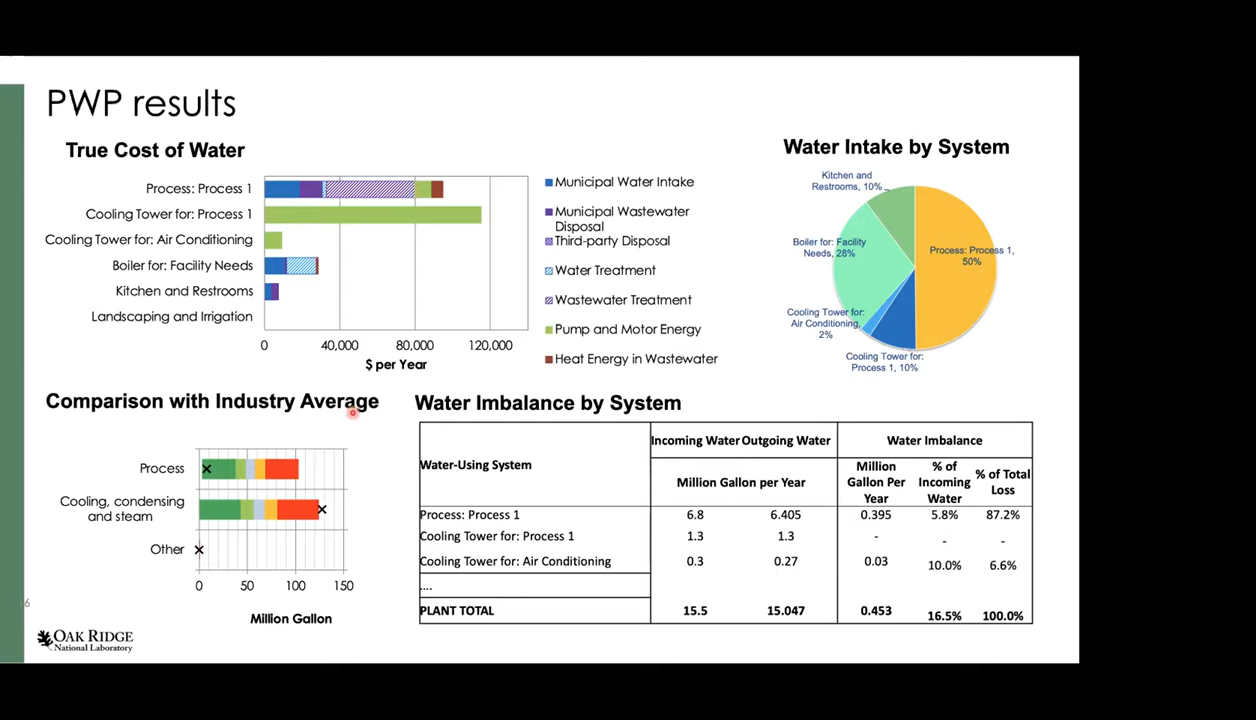 PWP results
True Cost of Water
Process: Process 1
Cooling Tower for: Process 1
Cooling Tower for: Air Conditioning
Boiler for: Facility Needs
Kitchen and Restrooms
Landscaping and Irrigation
0 40,000 80,000 120,000
$ per Year
Municipal Water Intake
Municipal Wastewater
Disposal
Third-party Disposal
Water Treatment
Wastewater Treatment
Pump and Motor Energy
Heat Energy in Wastewater
Water Intake by System
Kitchen and
Restrooms, 10%
Boiler for: Facility
Needs, 28%
Process: Process 1,
50%
Cooling Tower for:
Air Conditioning,
2%
Cooling Tower for:
Process 1, 10%
Comparison with Industry Average
Process
Cooling, condensing
and steam
Other
0 50 100 150
Million Gallon
Water Imbalance by System
Water-Using System
Incoming Water Outgoing Water
Water Imbalance
Million Gallon per Year
Million
Gallon Per
Year
% of
Incoming
Water
% of Total
Loss
Process: Process 1 6.8 6.405 0.395 5.8% 87.2%
Cooling Tower for: Process 1 1.3 1.3 - - -
Cooling Tower for: Air Conditioning 0.3 0.27 0.03 10.0% 6.6%
....
PLANT TOTAL 15.5 15.047 0.453 16.5% 100.0%
6
OAK RIDGE
National Laboratory